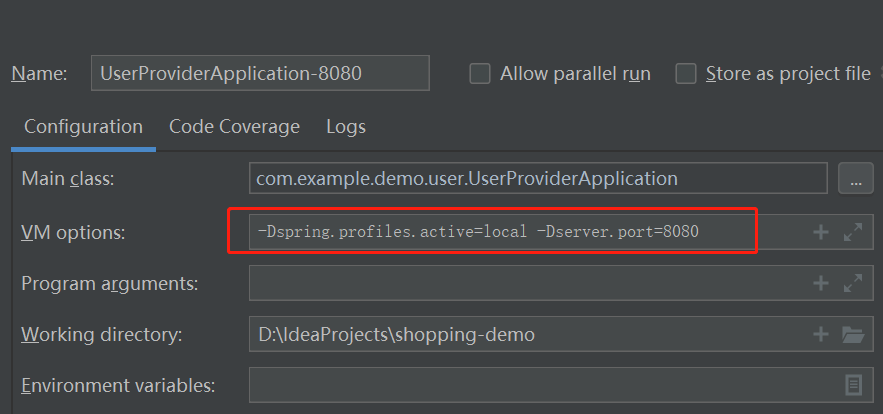 Name: UserProviderApplication-8080 Allow parallel run Store as project file
Configuration Code Coverage Logs
Main class: com.example.demo.user.UserProviderApplication ...
VM options: -Dspring.profiles.active=local -Dserver.port=8080
Program arguments:
Working directory: D:\IdeaProjects\shopping-demo
Environment variables: